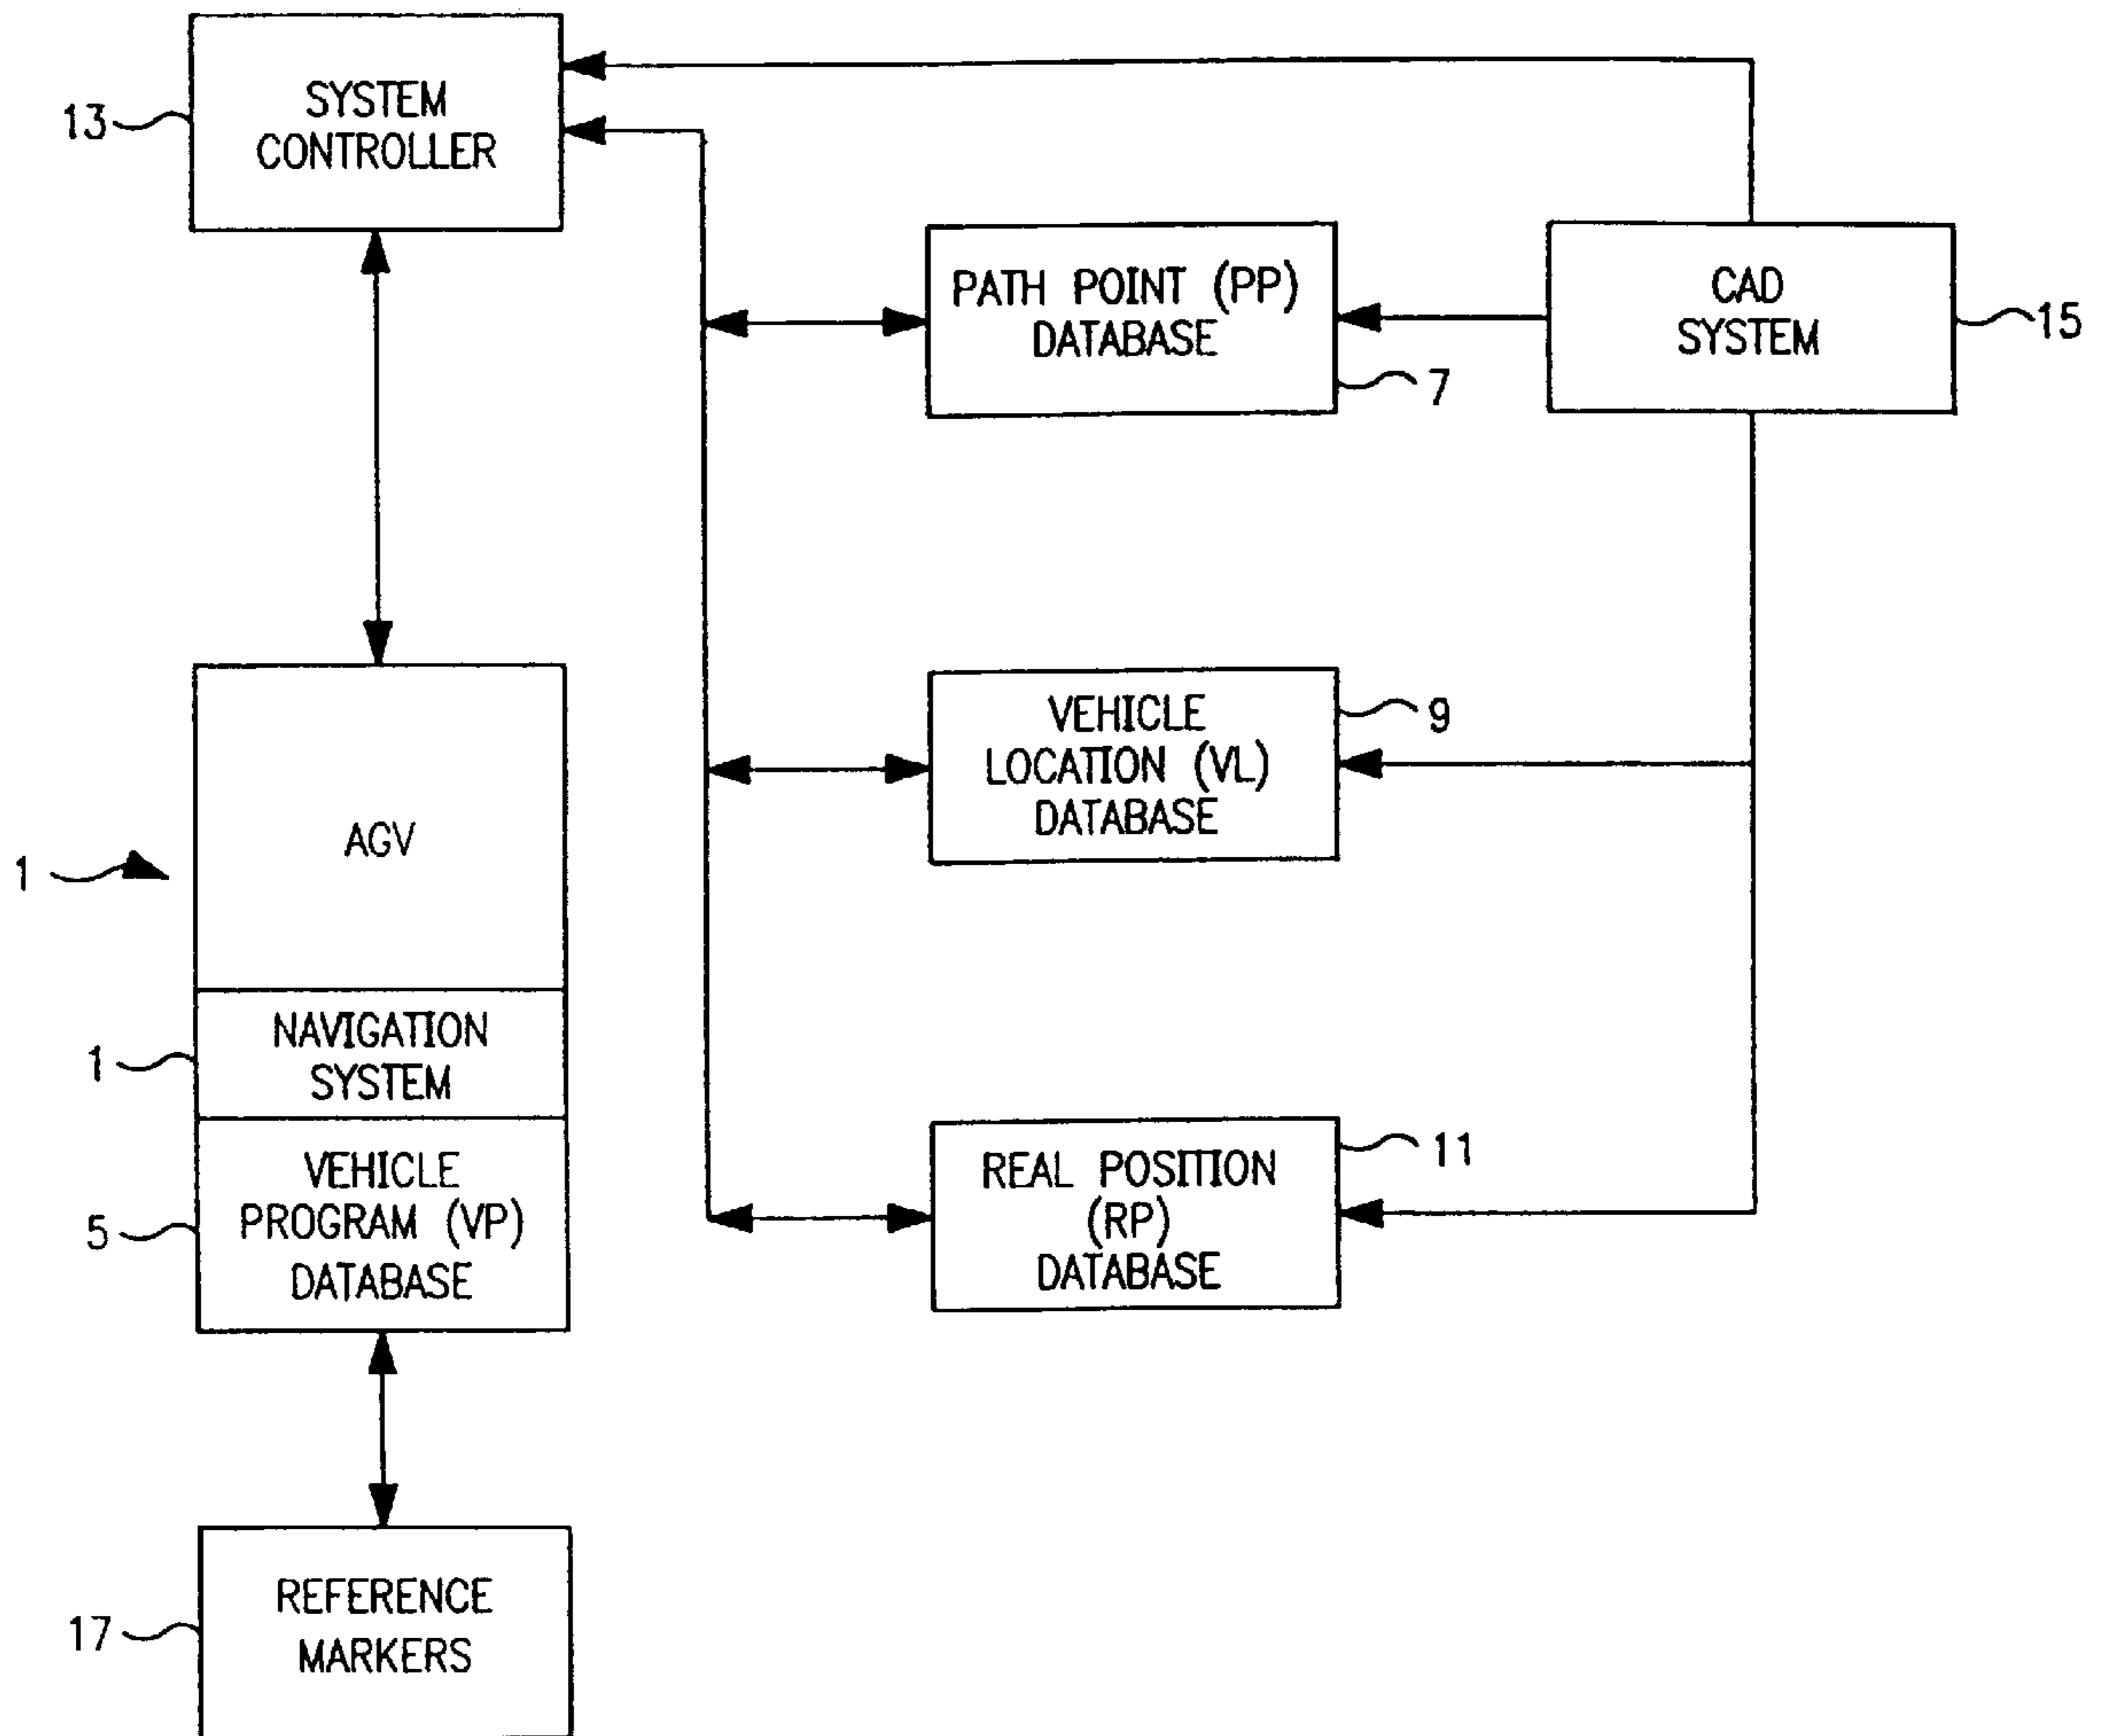 SYSTEM
CONTROLLER
13
PATH POINT (PP)
DATABASE
7
CAD
SYSTEM
15
VEHICLE
LOCATION (VL)
DATABASE
9
AGV
1
NAVIGATION
SYSTEM
1
VEHICLE
PROGRAM (VP)
DATABASE
5
REAL POSITION
(RP)
DATABASE
11
REFERENCE
MARKERS
17